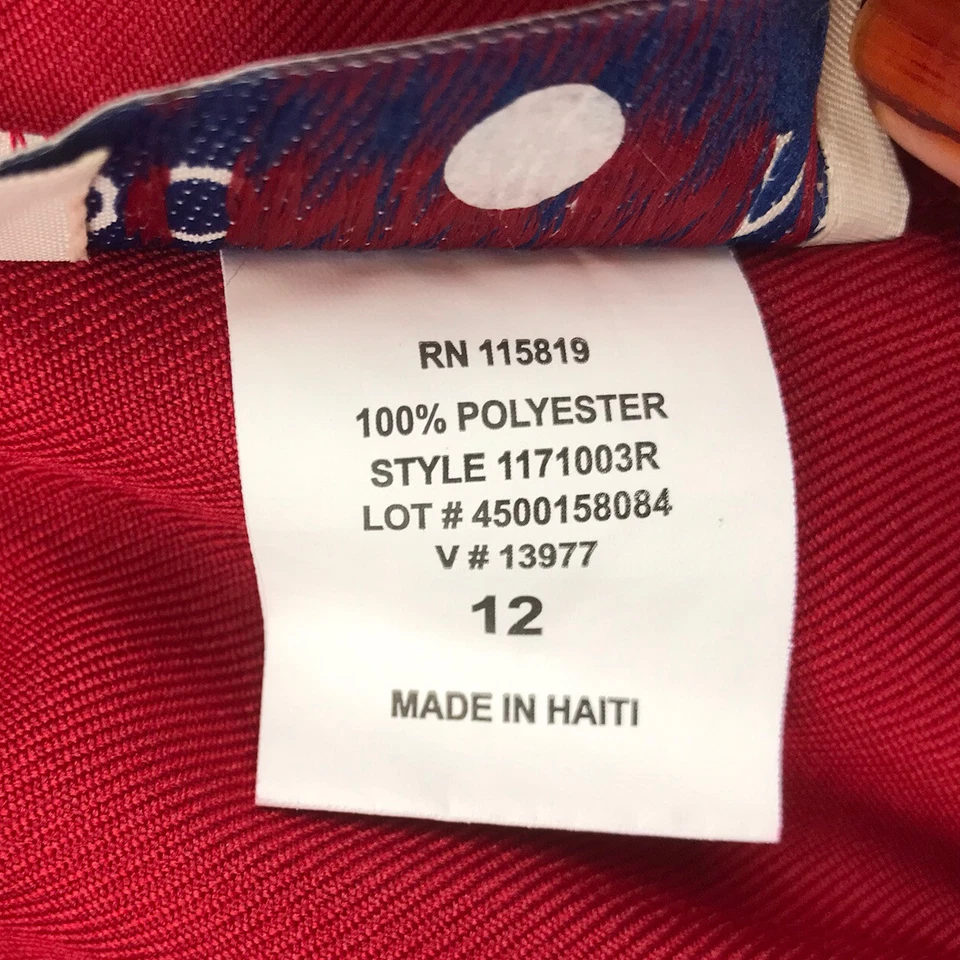 RN 115819
100% POLYESTER
STYLE 1171003R
LOT # 4500158084
V # 13977
12
MADE IN HAITI